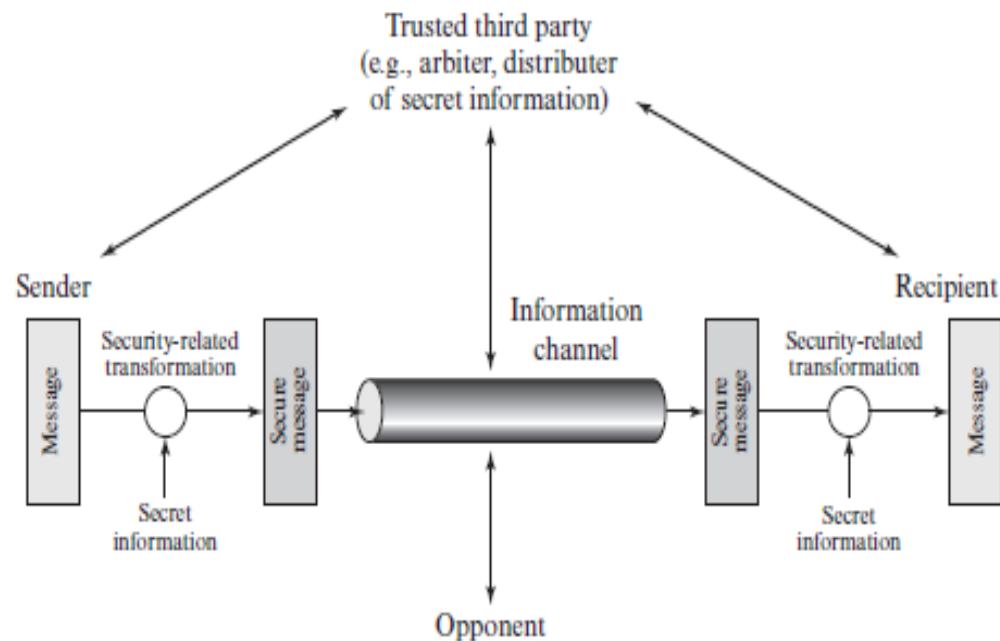 Trusted third party
(e.g., arbiter, distributer
of secret information)
Sender
Recipient
Information
channel
Security-related
transformation
Security-related
transformation
Message
Secure
message
Secure
message
Message
Secret
information
Secret
information
Opponent